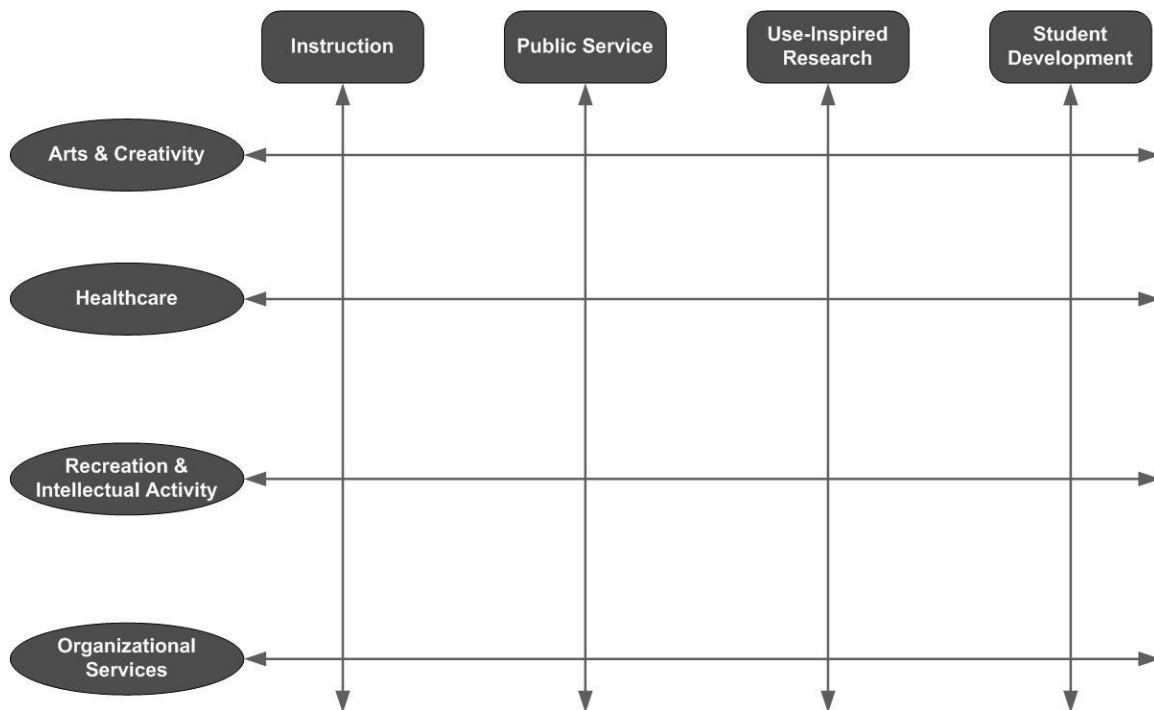 Instruction
Public Service
Use-Inspired
Research
Student
Development
Arts & Creativity
Healthcare
Recreation &
Intellectual Activity
Organizational
Services